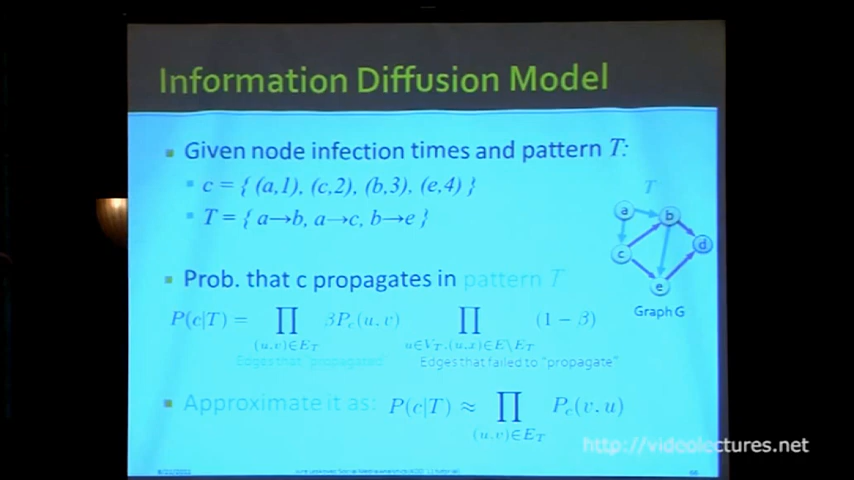 Information Diffusion Model
Given node infection times and pattern T:
c = { (a,1), (c,2), (b,3), (e,4) }
T = { a→b, a→c, b→e }
T
a
b
c
d
e
Graph G
Prob. that c propagates in pattern T
P(c|T) = ∏ βP_c(u, v) ∏ (1 − β)
(u,v)∈E_T u∈V_T,(u,x)∈E\E_T
Edges that "propagated" Edges that failed to "propagate"
Approximate it as: P(c|T) ≈ ∏ P_c(v, u)
(u,v)∈E_T
http://videolectures.net
66